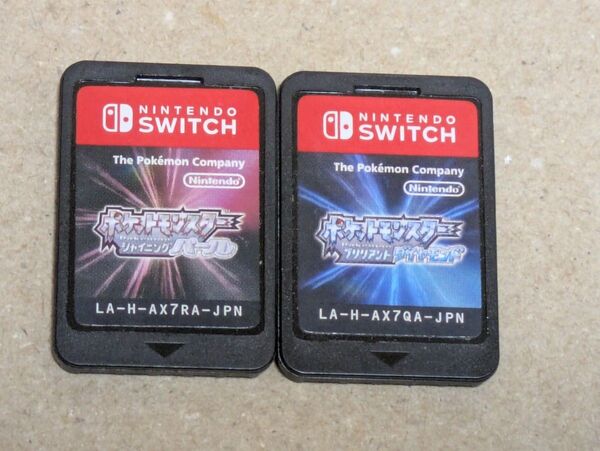 NINTENDO
SWITCH
The Pokémon Company
Nintendo
ポケットモンスター
シャイニング パール
LA-H-AX7RA-JPN
NINTENDO
SWITCH
The Pokémon Company
Nintendo
ポケットモンスター
ブリリアント ダイヤモンド
LA-H-AX7QA-JPN